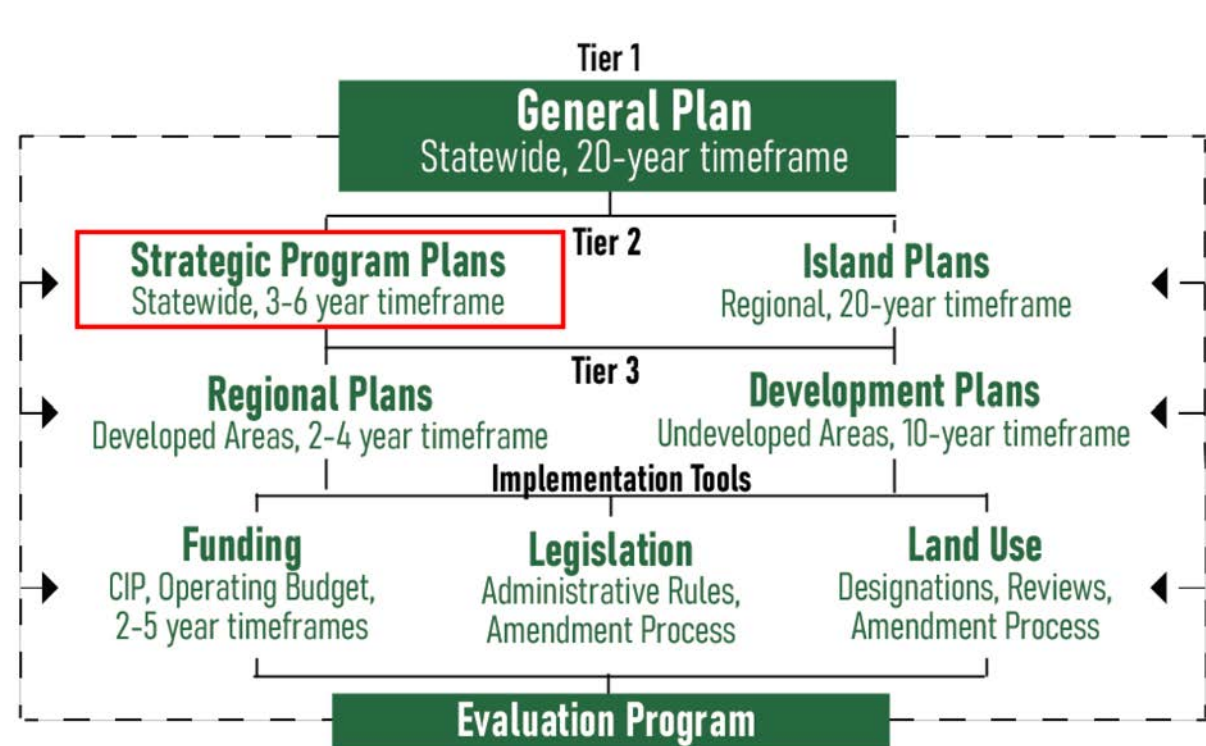 Tier 1
General Plan
Statewide, 20-year timeframe
Tier 2
Strategic Program Plans
Statewide, 3-6 year timeframe
Island Plans
Regional, 20-year timeframe
Tier 3
Regional Plans
Developed Areas, 2-4 year timeframe
Development Plans
Undeveloped Areas, 10-year timeframe
Implementation Tools
Funding
CIP, Operating Budget,
2-5 year timeframes
Legislation
Administrative Rules,
Amendment Process
Land Use
Designations, Reviews,
Amendment Process
Evaluation Program